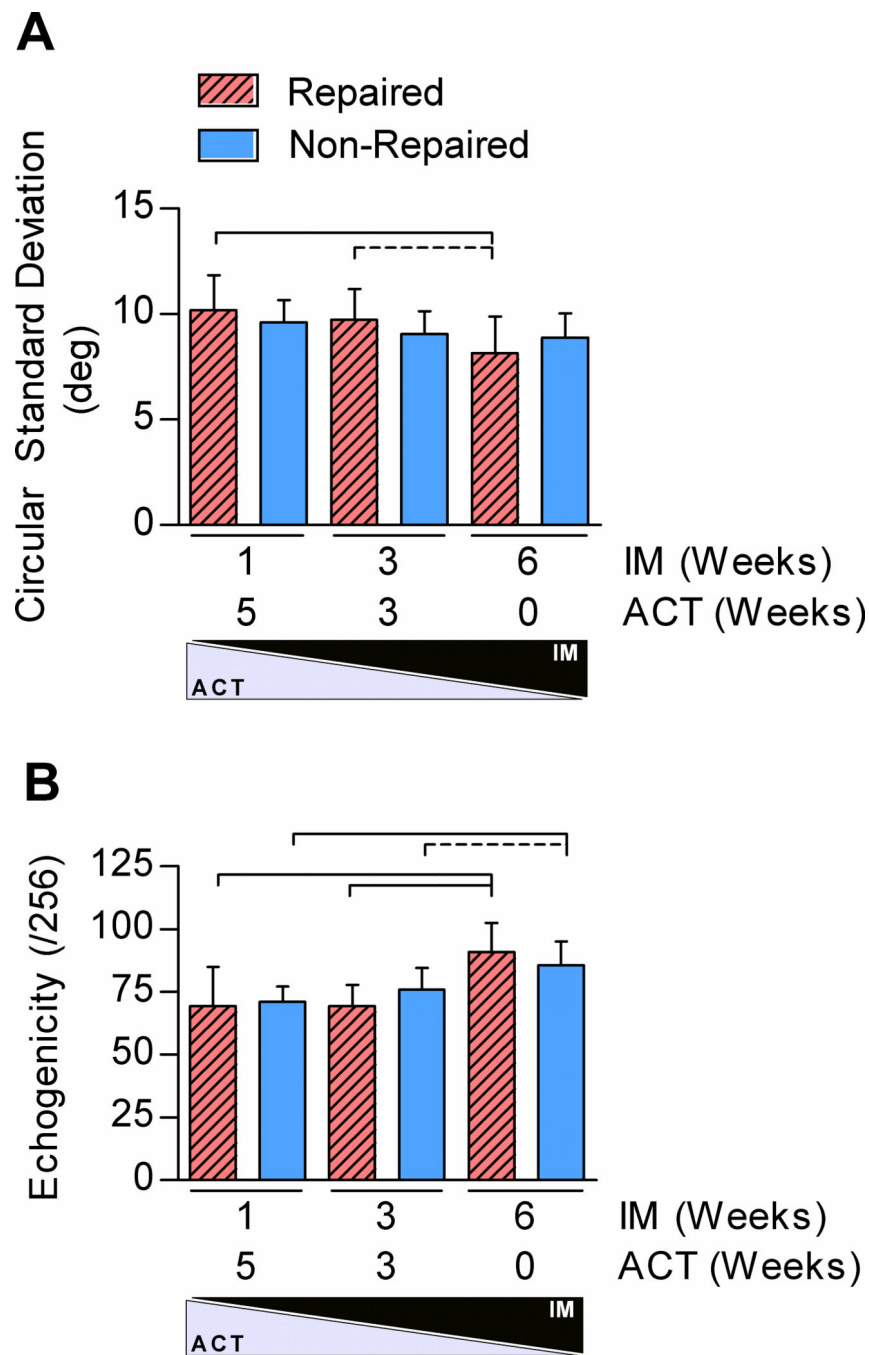 A
Repaired
Non-Repaired
Circular Standard Deviation
(deg)
15
10
5
0
1 3 6 IM (Weeks)
5 3 0 ACT (Weeks)
IM
ACT
B
Echogenicity (/256)
125
100
75
50
25
0
1 3 6 IM (Weeks)
5 3 0 ACT (Weeks)
IM
ACT